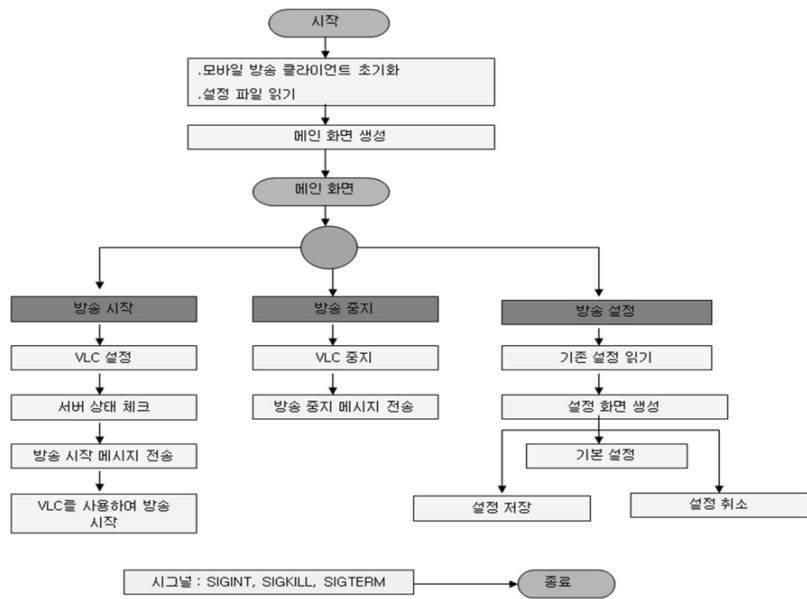 시작
.모바일 방송 클라이언트 초기화
.설정 파일 읽기
메인 화면 생성
메인 화면
방송 시작
방송 중지
방송 설정
VLC 설정
VLC 중지
기존 설정 읽기
서버 상태 체크
방송 중지 메시지 전송
설정 화면 생성
방송 시작 메시지 전송
기본 설정
VLC를 사용하여 방송
시작
설정 저장
설정 취소
시그널 : SIGINT, SIGKILL, SIGTERM
종료